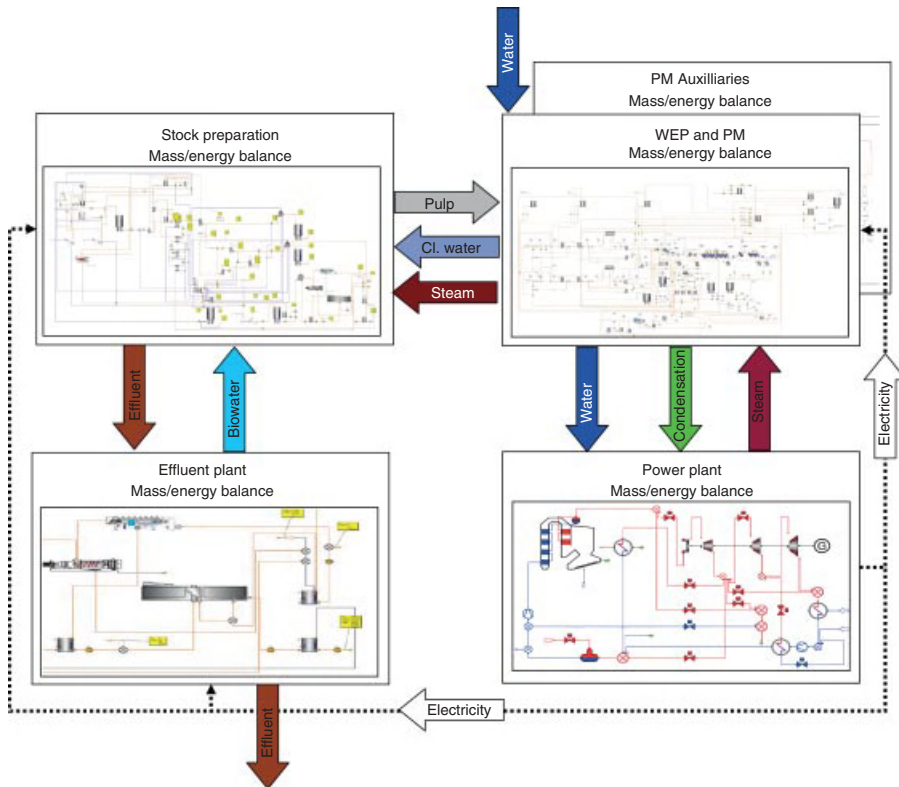 Water
PM Auxilliaries
Mass/energy balance
Stock preparation
Mass/energy balance
WEP and PM
Mass/energy balance
Pulp
Cl. water
Steam
Effluent
Biowater
Water
Condensation
Steam
Electricity
Effluent plant
Mass/energy balance
Power plant
Mass/energy balance
G
Electricity
Effluent